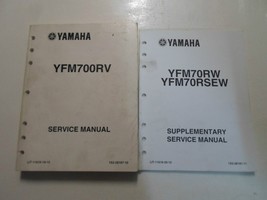 YAMAHA
YFM700RV
SERVICE MANUAL
YAMAHA
YFM70RW
YFM70RSEW
SUPPLEMENTARY
SERVICE MANUAL